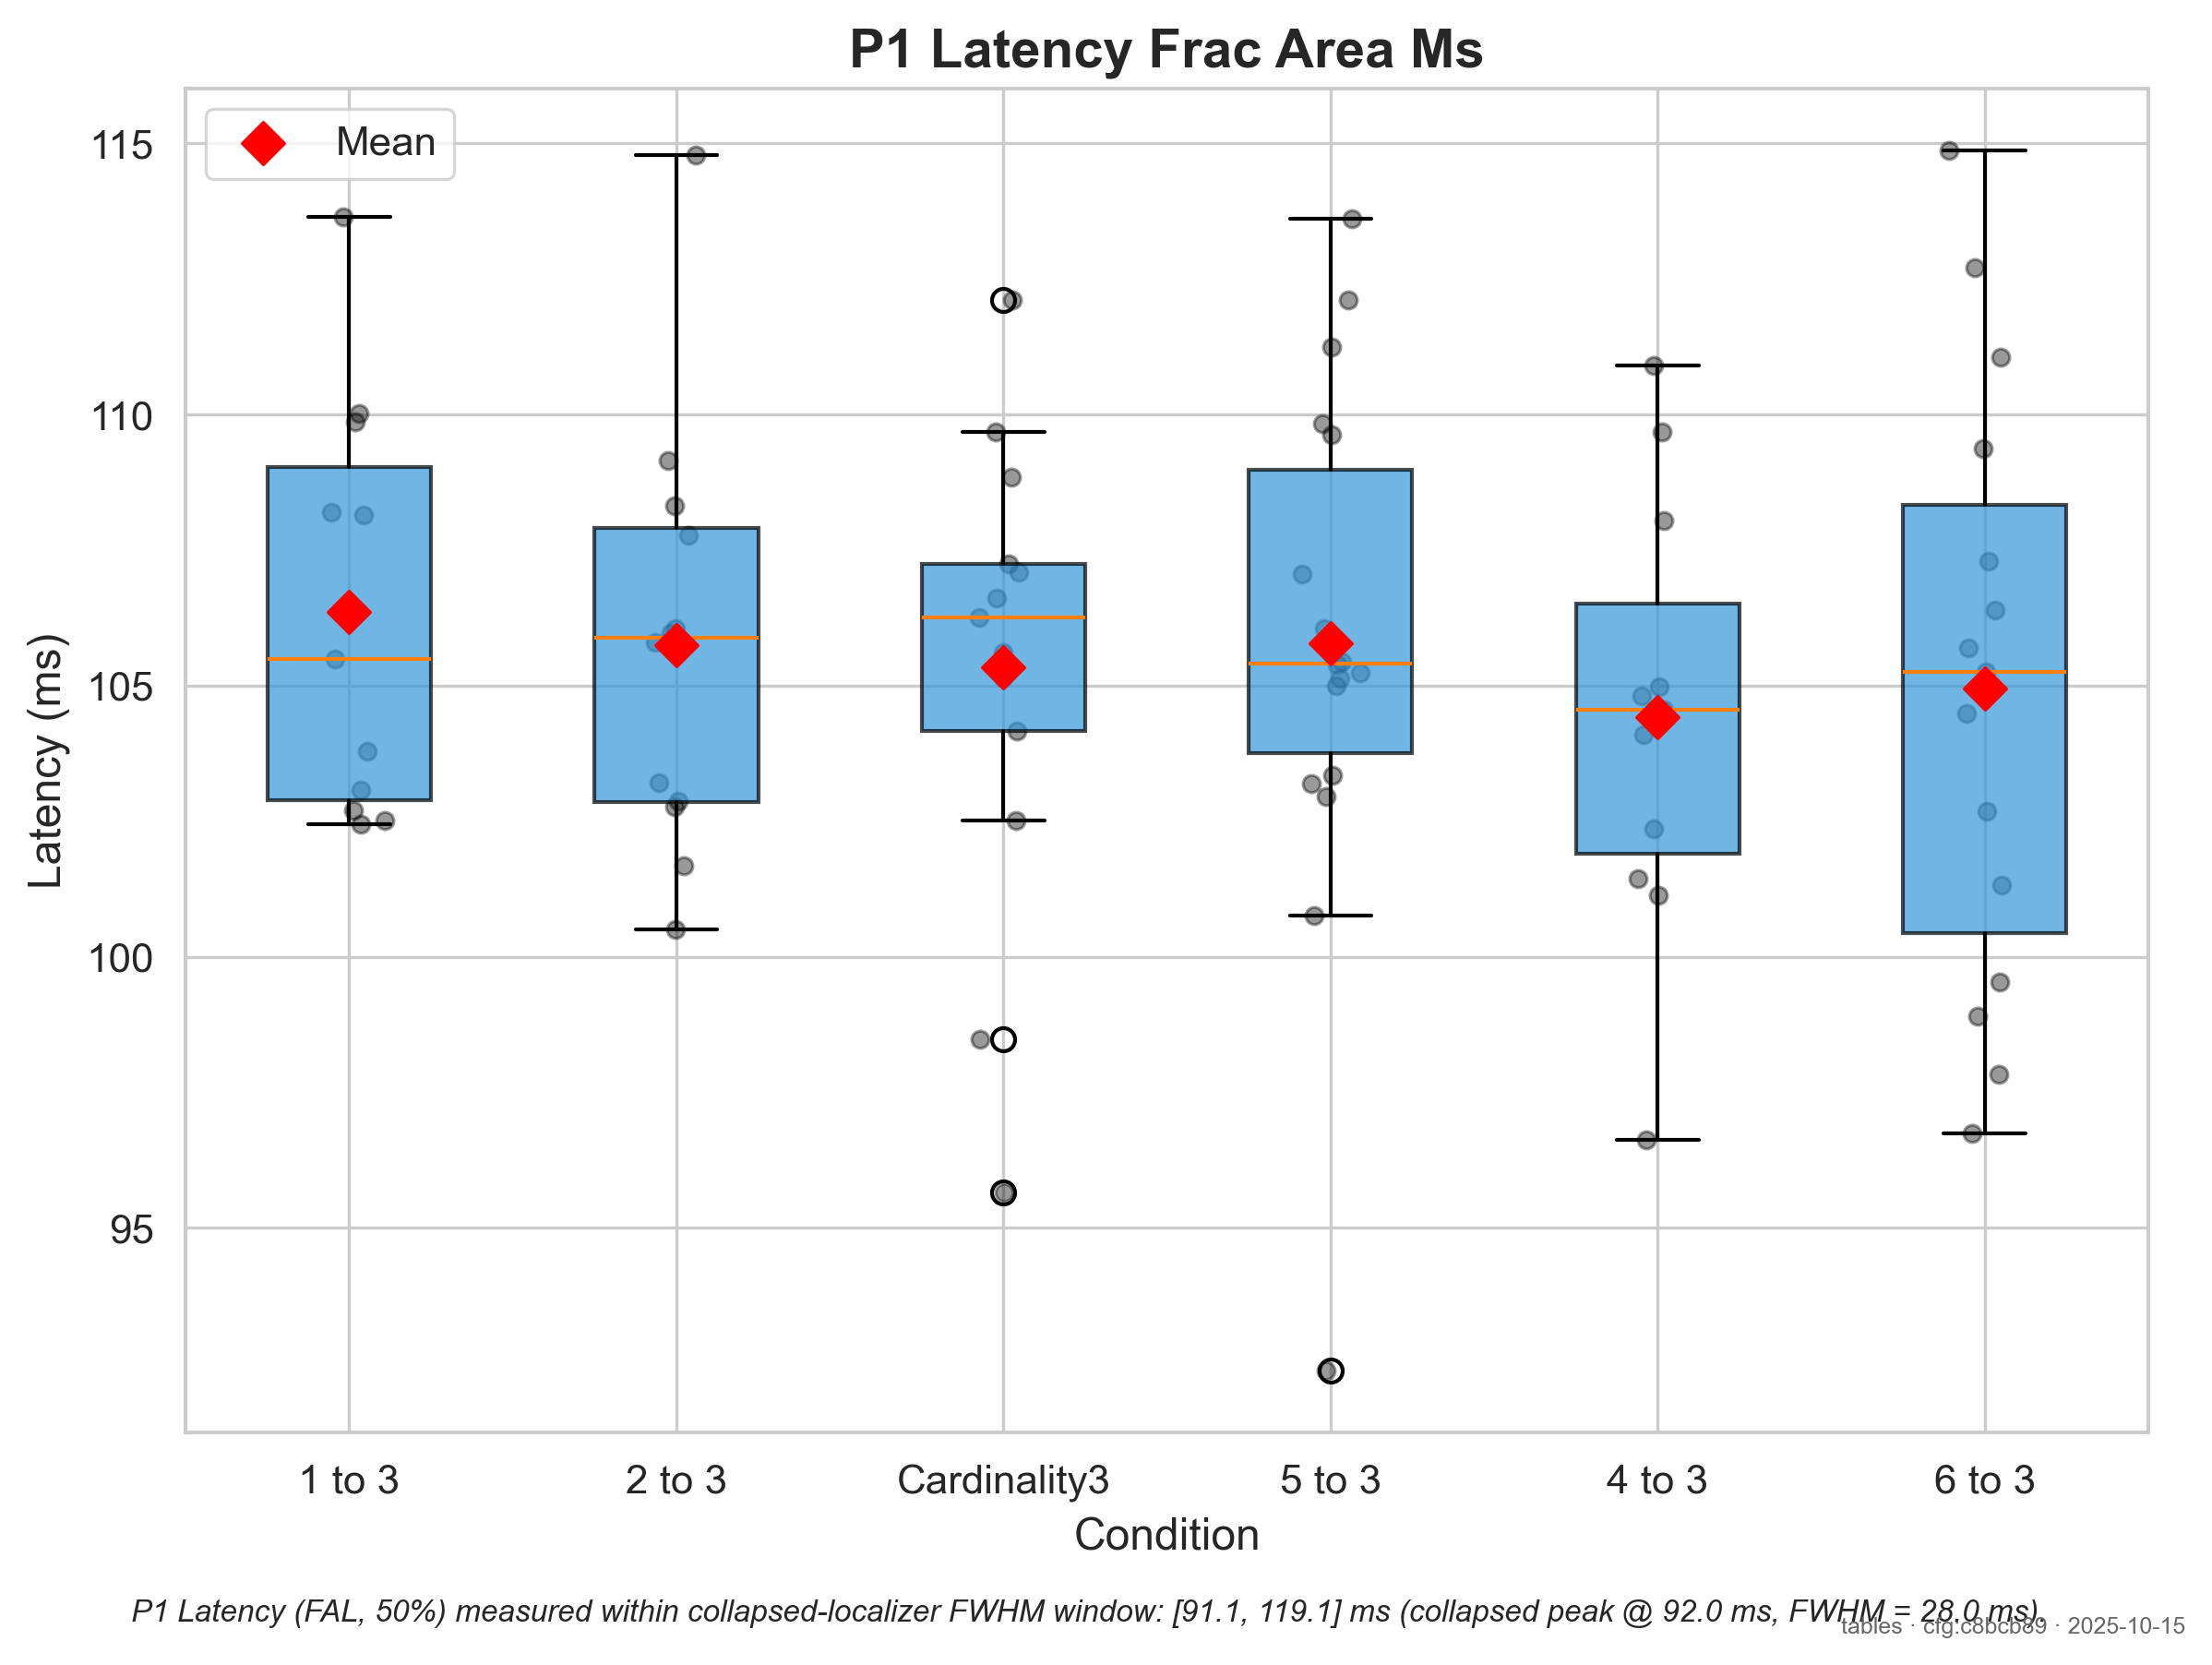 P1 Latency Frac Area Ms
Mean
115
110
105
100
95
Latency (ms)
1 to 3
2 to 3
Cardinality3
5 to 3
4 to 3
6 to 3
Condition
P1 Latency (FAL, 50%) measured within collapsed-localizer FWHM window: [91.1, 119.1] ms (collapsed peak @ 92.0 ms, FWHM = 28.0 ms).
tables · cfg:c8bcb89 · 2025-10-15